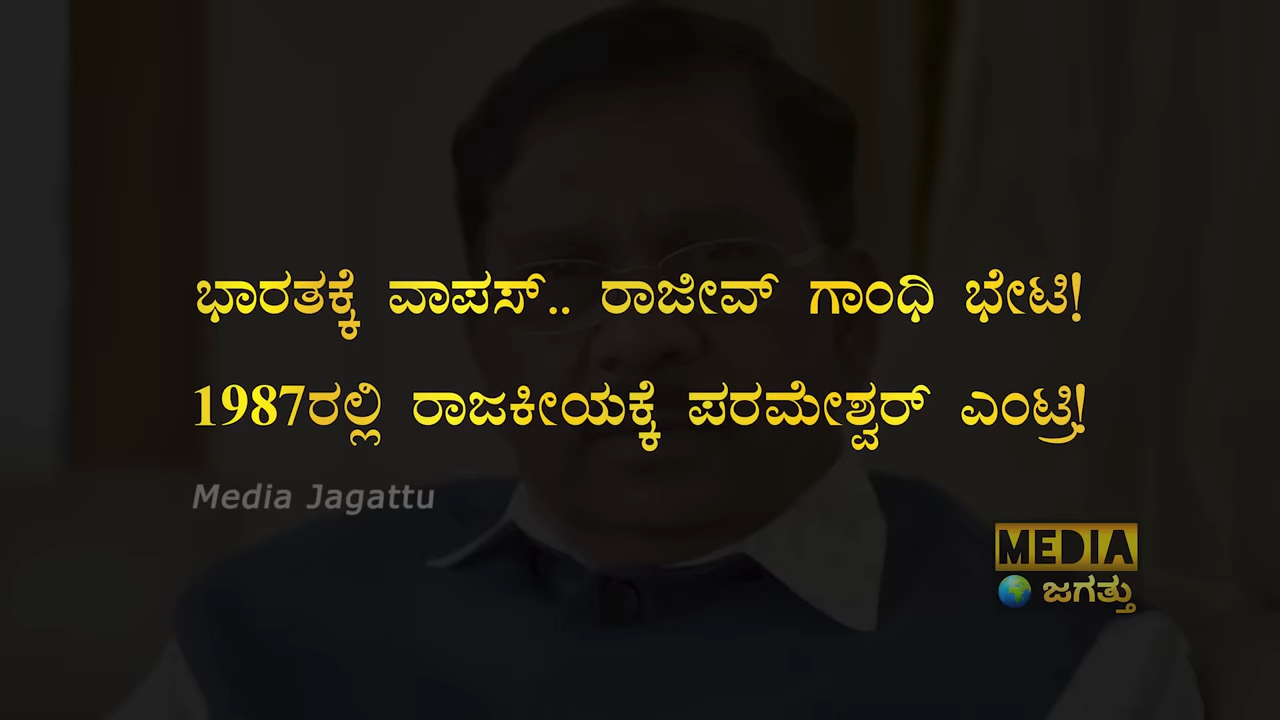 ಭಾರತಕ್ಕೆ ವಾಪಸ್.. ರಾಜೀವ್ ಗಾಂಧಿ ಭೇಟಿ!
1987ರಲ್ಲಿ ರಾಜಕೀಯಕ್ಕೆ ಪರಮೇಶ್ವರ್ ಎಂಟ್ರಿ!
Media Jagattu
MEDIA
ಜಗತ್ತು